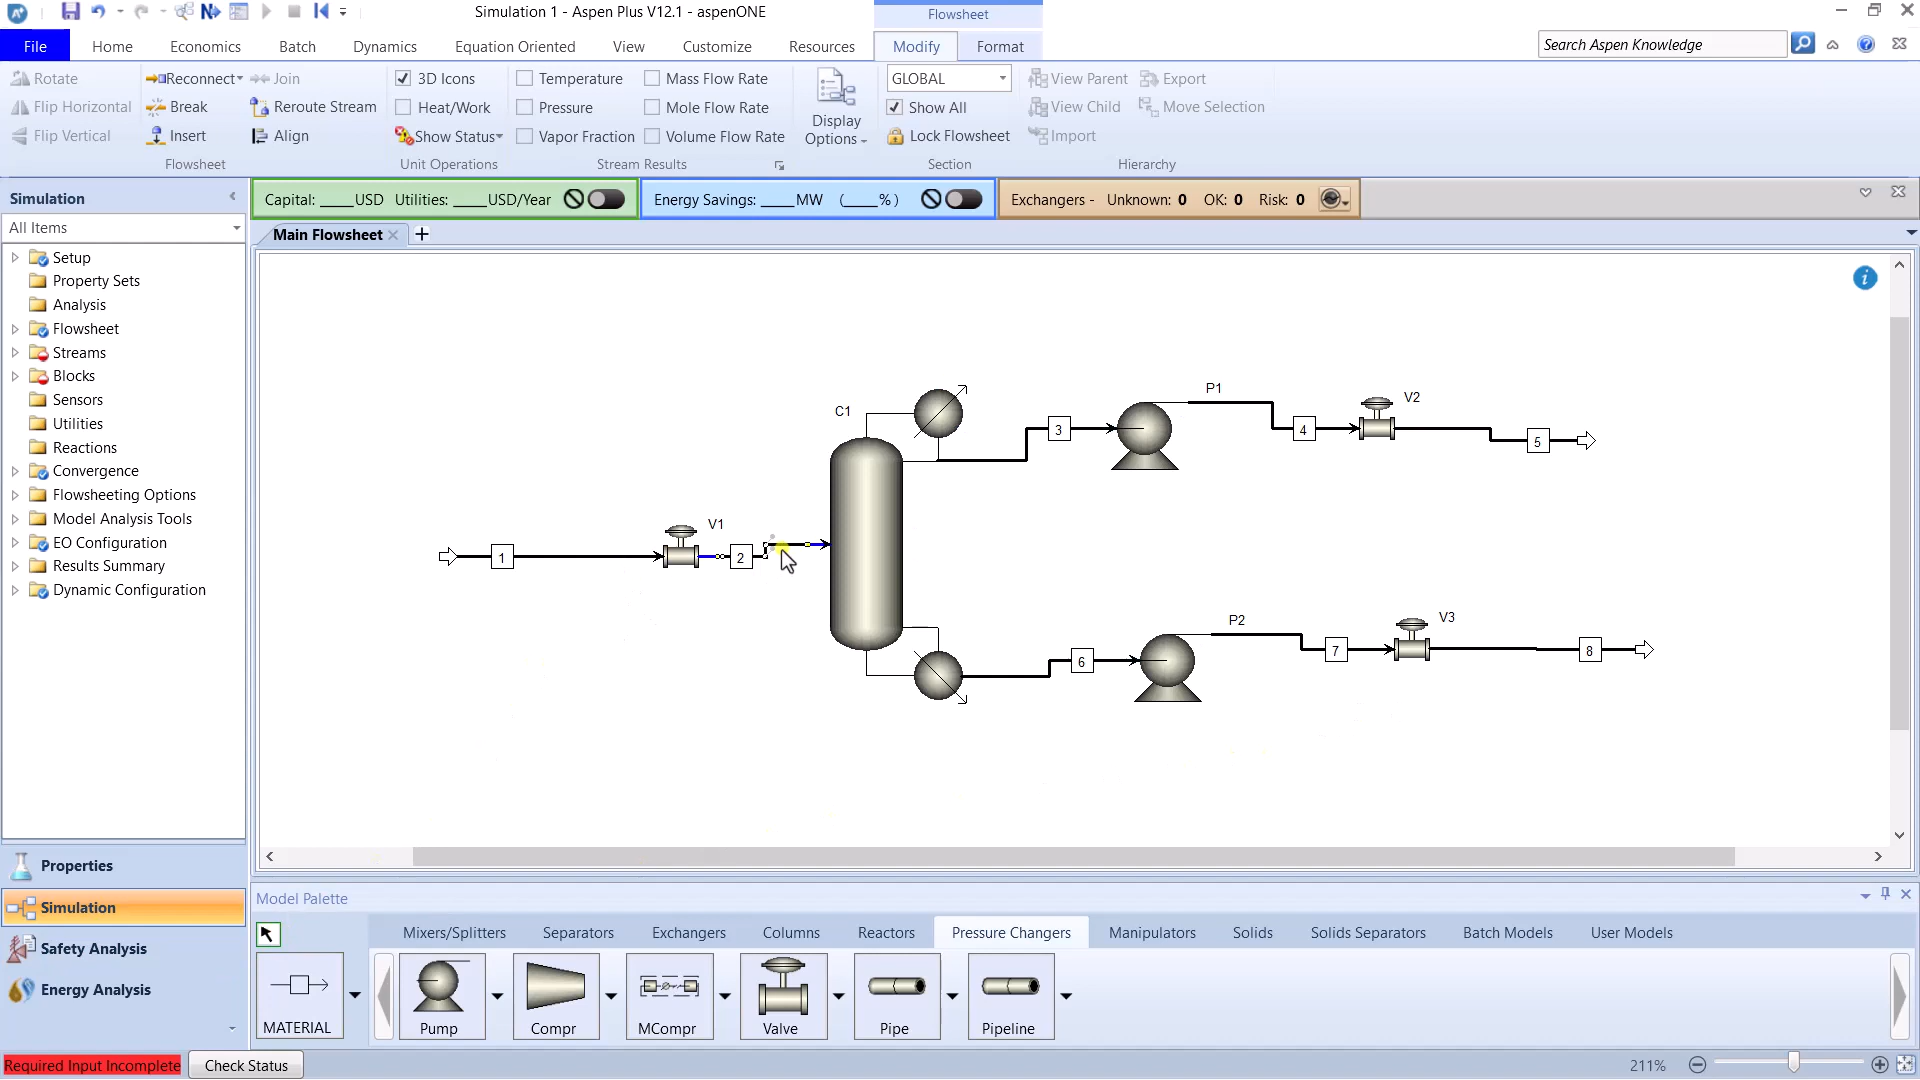 Simulation 1 - Aspen Plus V12.1 - aspenONE
Flowsheet
File Home Economics Batch Dynamics Equation Oriented View Customize Resources Modify Format
Search Aspen Knowledge
Rotate Reconnect Join 3D Icons Temperature Mass Flow Rate GLOBAL View Parent Export
Flip Horizontal Break Reroute Stream Heat/Work Pressure Mole Flow Rate Display Show All View Child Move Selection
Flip Vertical Insert Align Show Status Vapor Fraction Volume Flow Rate Options Lock Flowsheet Import
Flowsheet Unit Operations Stream Results Section Hierarchy
Simulation
All Items
Capital: ____USD Utilities: ____USD/Year Energy Savings: ____MW (____%) Exchangers - Unknown: 0 OK: 0 Risk: 0
Main Flowsheet
Setup
Property Sets
Analysis
Flowsheet
Streams
Blocks
Sensors
Utilities
Reactions
Convergence
Flowsheeting Options
Model Analysis Tools
EO Configuration
Results Summary
Dynamic Configuration
Properties
Simulation
Safety Analysis
Energy Analysis
P1
V2
C1
3
4
5
V1
1
2
P2
V3
6
7
8
Model Palette
Mixers/Splitters Separators Exchangers Columns Reactors Pressure Changers Manipulators Solids Solids Separators Batch Models User Models
MATERIAL Pump Compr MCompr Valve Pipe Pipeline
Required Input Incomplete Check Status 211%